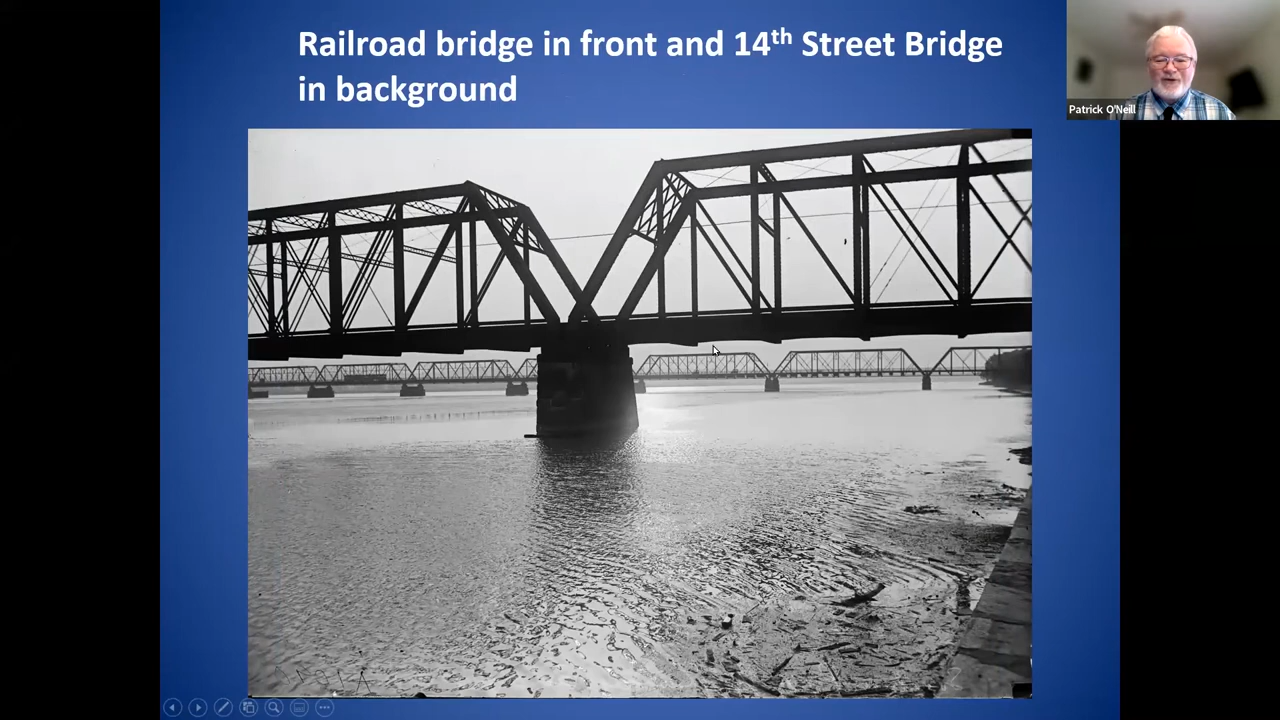 Railroad bridge in front and 14th Street Bridge
in background
Patrick O'Neill